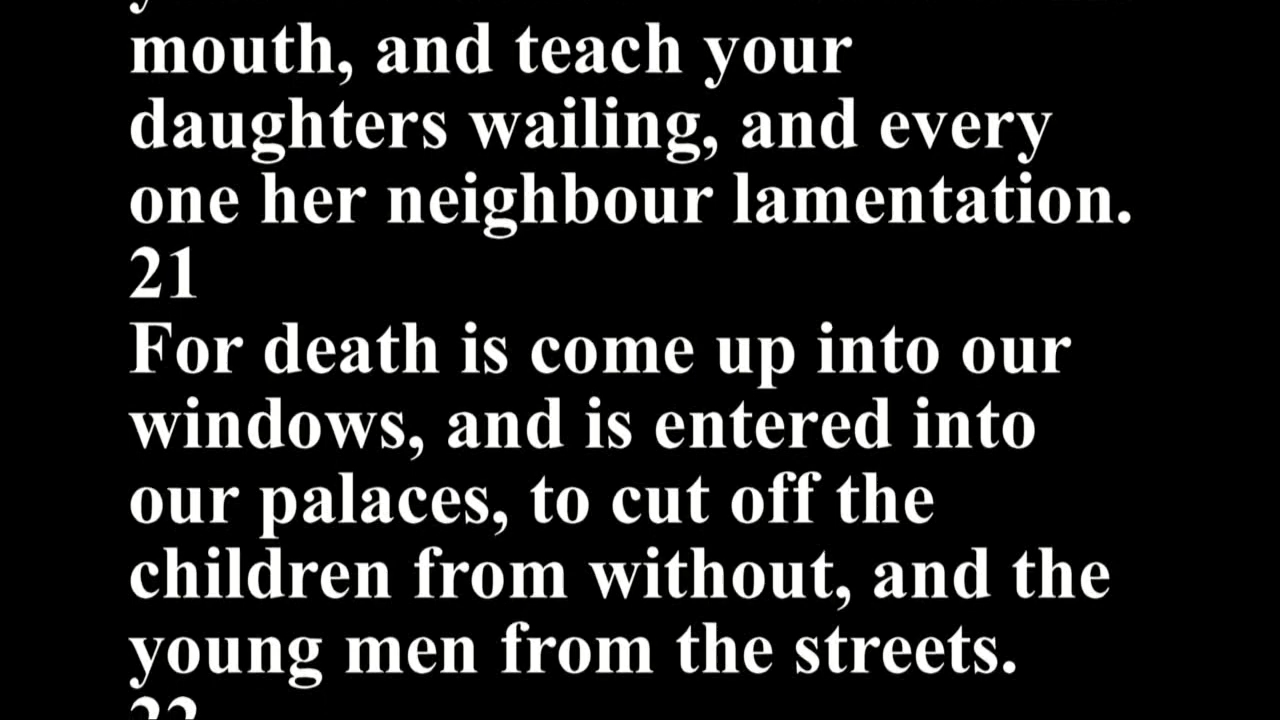 mouth, and teach your
daughters wailing, and every
one her neighbour lamentation.
21
For death is come up into our
windows, and is entered into
our palaces, to cut off the
children from without, and the
young men from the streets.
22